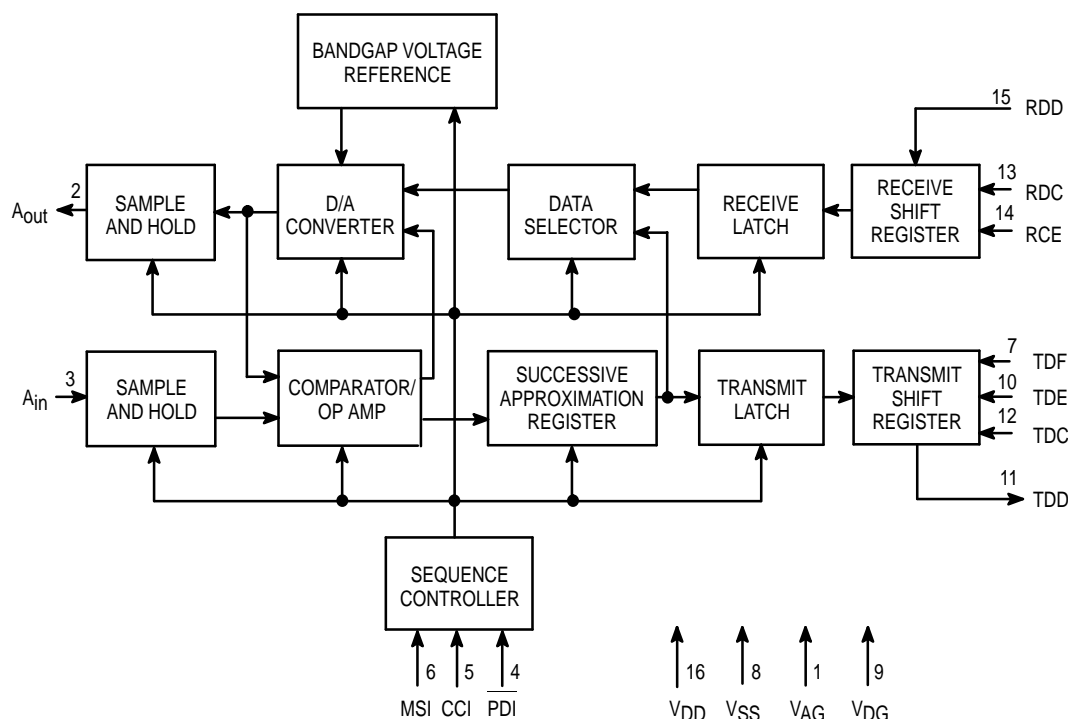 BANDGAP VOLTAGE
REFERENCE
15
RDD
2
Aout
SAMPLE
AND HOLD
D/A
CONVERTER
DATA
SELECTOR
RECEIVE
LATCH
RECEIVE
SHIFT
REGISTER
13
RDC
14
RCE
3
Ain
SAMPLE
AND HOLD
COMPARATOR/
OP AMP
SUCCESSIVE
APPROXIMATION
REGISTER
TRANSMIT
LATCH
TRANSMIT
SHIFT
REGISTER
7
TDF
10
TDE
12
TDC
11
TDD
SEQUENCE
CONTROLLER
6 5 4
MSI CCI PDI
16 8 1 9
VDD VSS VAG VDG